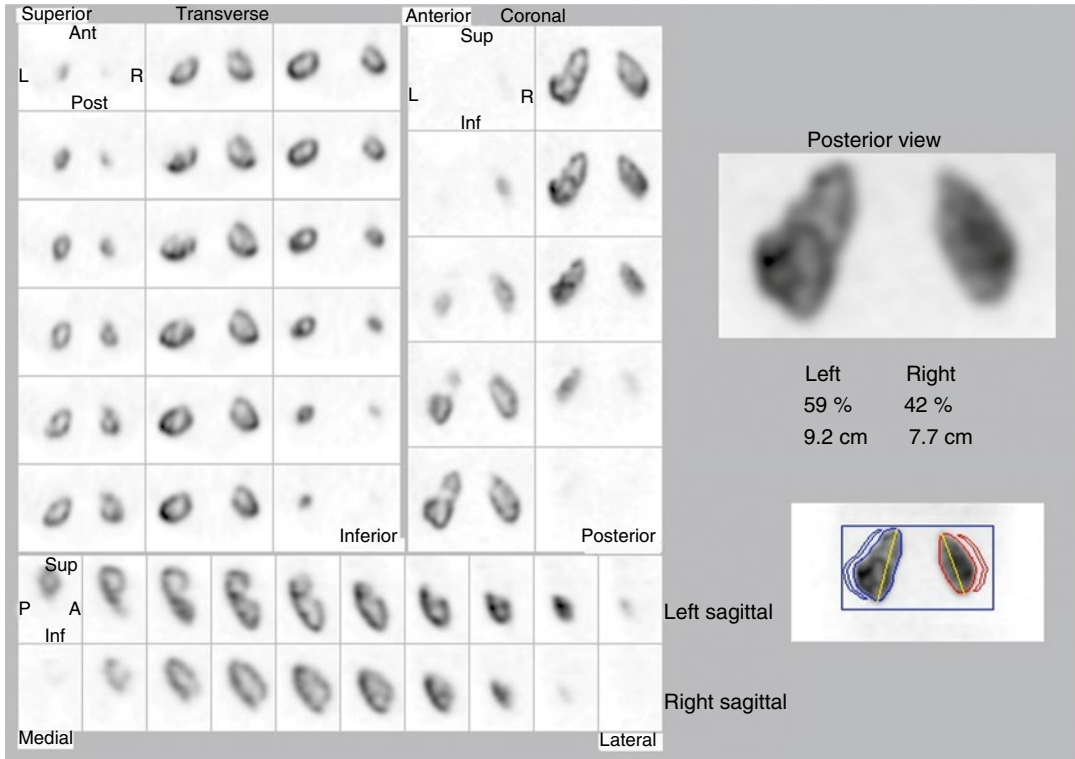 Superior
Transverse
Ant
L R
Post
Inferior
Anterior
Coronal
Sup
L R
Inf
Posterior
Posterior view
Left Right
59 % 42 %
9.2 cm 7.7 cm
Sup
P A
Inf
Left sagittal
Right sagittal
Medial
Lateral